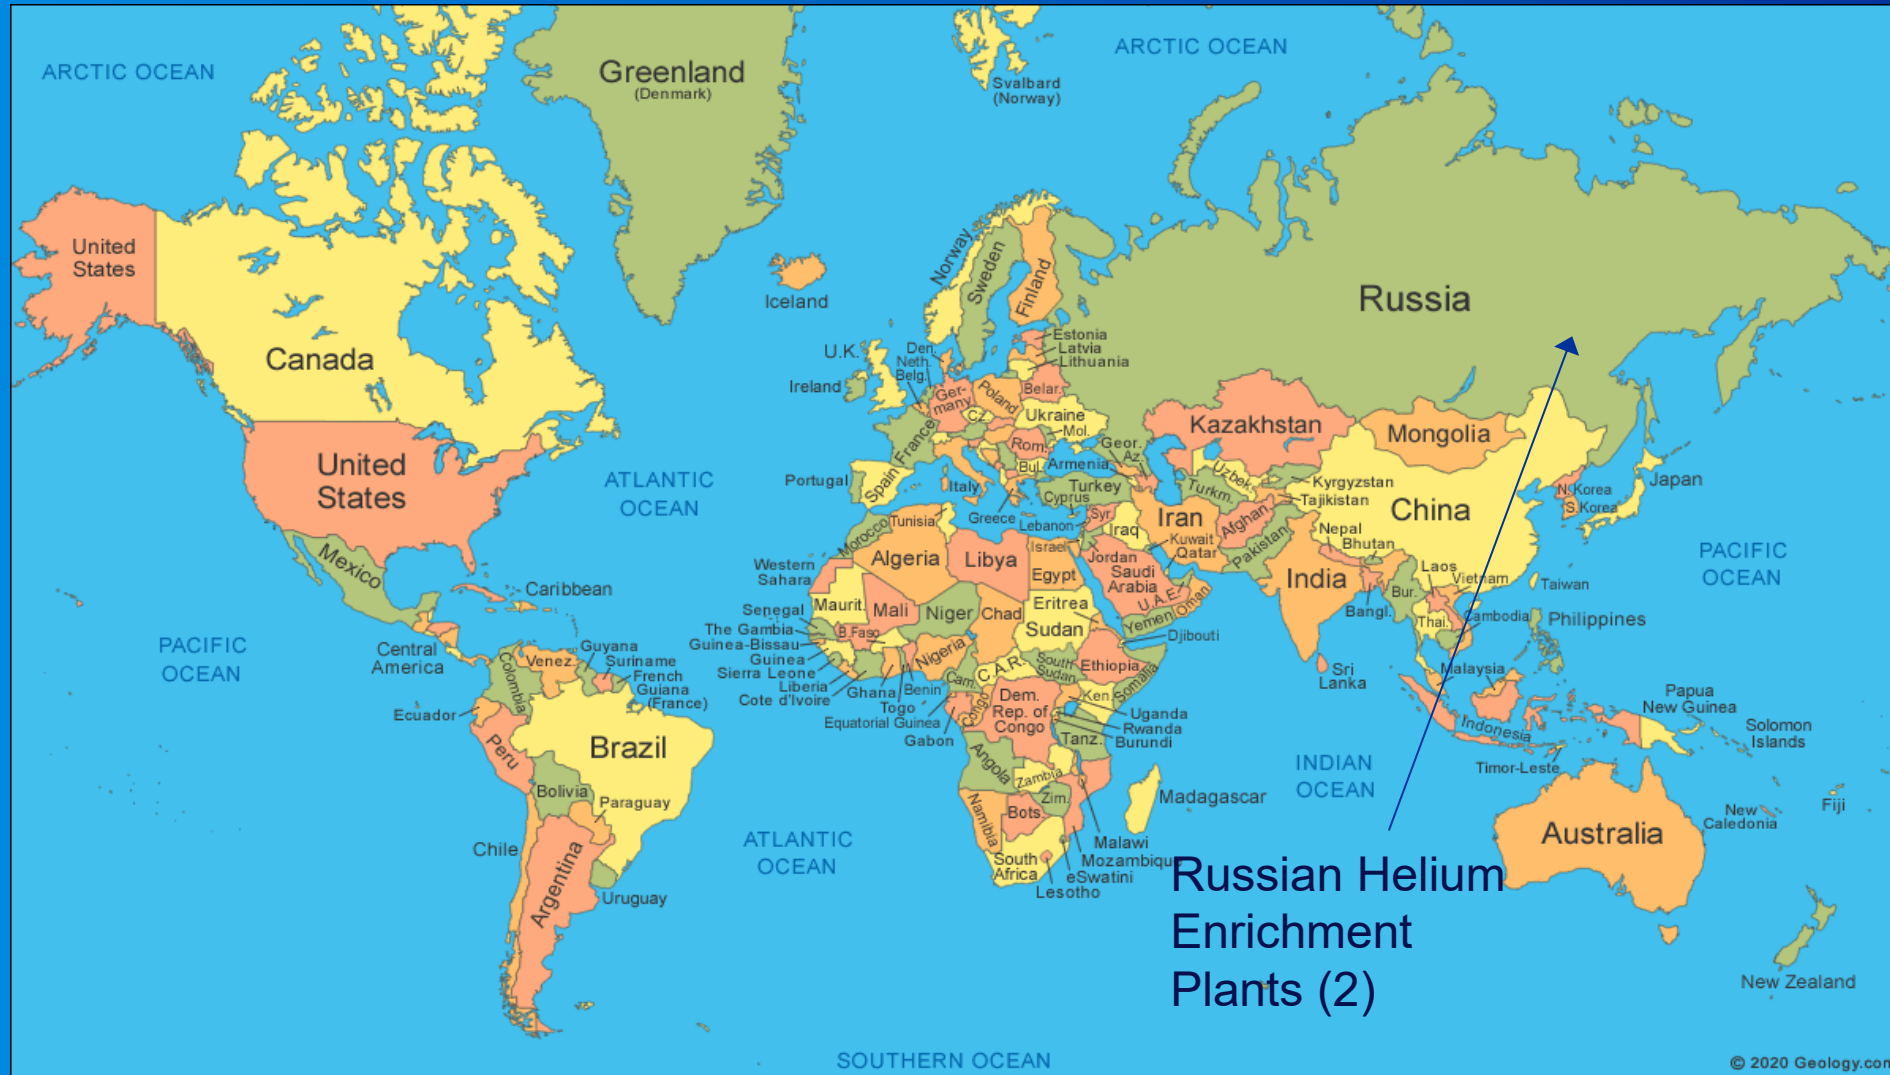 ARCTIC OCEAN
ARCTIC OCEAN
Greenland
(Denmark)
Svalbard
(Norway)
United
States
Canada
Iceland
Norway
Sweden
Finland
Russia
Estonia
Latvia
Lithuania
U.K.
Ireland
Den.
Neth.
Belg.
Ger-
many
Poland
Belar.
Cz.
Ukraine
Mol.
France
Rom.
Bul.
Portugal
Spain
Italy
Greece
Geor.
Armenia
Az.
Turkey
Cyprus
Lebanon
Syr.
Israel
Iraq
Jordan
Iran
Kuwait
Qatar
Saudi
Arabia
U.A.E.
Oman
Yemen
Kazakhstan
Uzbek.
Turkm.
Kyrgyzstan
Tajikistan
Afghan.
Pakistan
Mongolia
China
N. Korea
S.Korea
Japan
Nepal
Bhutan
India
Bangl.
Bur.
Laos
Vietnam
Thai.
Cambodia
Taiwan
Philippines
Sri
Lanka
Malaysia
Indonesia
Timor-Leste
Papua
New Guinea
Solomon
Islands
PACIFIC
OCEAN
United
States
ATLANTIC
OCEAN
Mexico
Caribbean
Central
America
PACIFIC
OCEAN
Guyana
Suriname
French
Guiana
(France)
Venez.
Colombia
Ecuador
Peru
Brazil
Bolivia
Paraguay
Chile
Argentina
Uruguay
ATLANTIC
OCEAN
Morocco
Tunisia
Algeria
Libya
Egypt
Western
Sahara
Maurit.
Mali
Niger
Chad
Eritrea
Sudan
Djibouti
Senegal
The Gambia
Guinea-Bissau
Guinea
Sierra Leone
Liberia
Cote d'Ivoire
B.Faso
Ghana
Togo
Benin
Nigeria
Cam.
C.A.R.
South
Sudan
Ethiopia
Somalia
Equatorial Guinea
Gabon
Congo
Dem.
Rep. of
Congo
Ken.
Uganda
Rwanda
Burundi
Tanz.
Angola
Zambia
Zim.
Namibia
Bots.
South
Africa
Malawi
Mozambique
eSwatini
Lesotho
Madagascar
INDIAN
OCEAN
Australia
New
Caledonia
Fiji
New Zealand
Russian Helium
Enrichment
Plants (2)
SOUTHERN OCEAN
© 2020 Geology.com